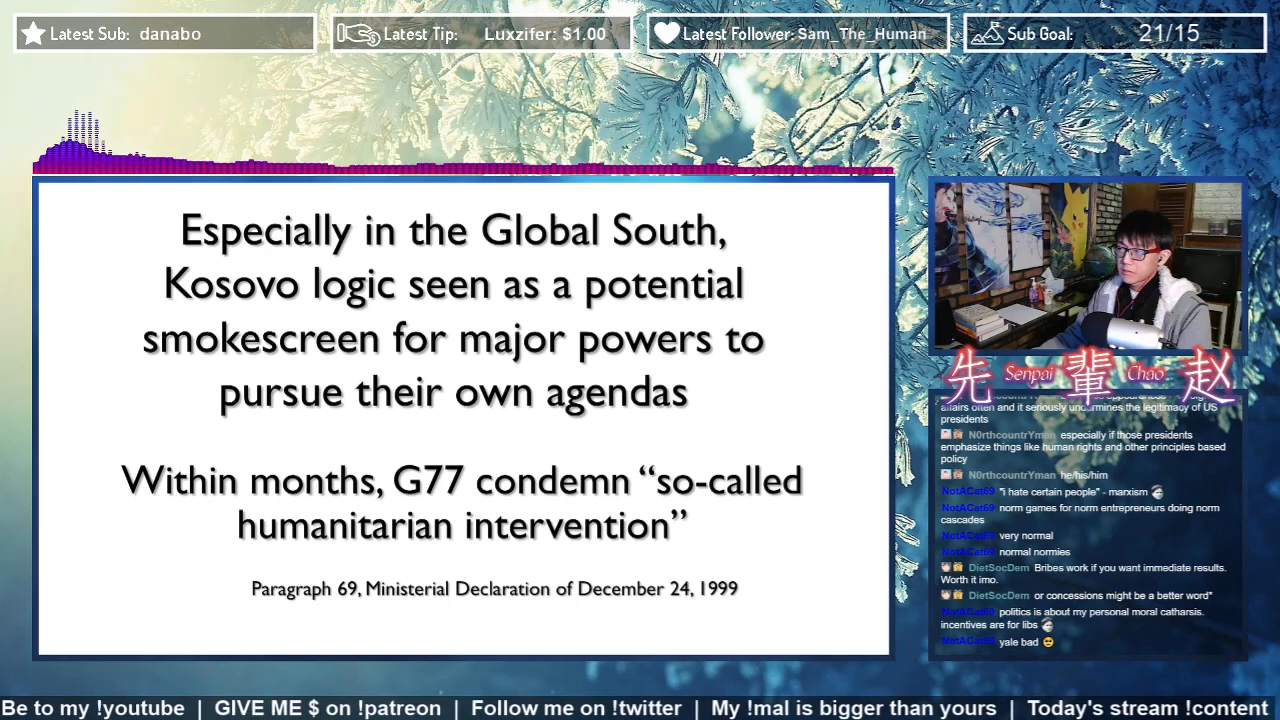 Latest Sub: danabo
Latest Tip: Luxzifer: $1.00
Latest Follower: Sam_The_Human
Sub Goal: 21/15
Especially in the Global South,
Kosovo logic seen as a potential
smokescreen for major powers to
pursue their own agendas
Within months, G77 condemn “so-called
humanitarian intervention”
Paragraph 69, Ministerial Declaration of December 24, 1999
先 Senpai 輩 Chao 赵
affairs often and it seriously undermines the legitimacy of US
presidents
N0rthcountrYman especially if those presidents
emphasize things like human rights and other principles based
policy
N0rthcountrYman he/his/him
NotACat69 "i hate certain people" - marxism
NotACat69 norm games for norm entrepreneurs doing norm
cascades
NotACat69 very normal
NotACat69 normal normies
DietSocDem Bribes work if you want immediate results.
Worth it imo.
DietSocDem or concessions might be a better word*
NotACat69 politics is about my personal moral catharsis.
incentives are for libs
NotACat69 yale bad
Be to my !youtube | GIVE ME $ on !patreon | Follow me on !twitter | My !mal is bigger than yours | Today's stream !content